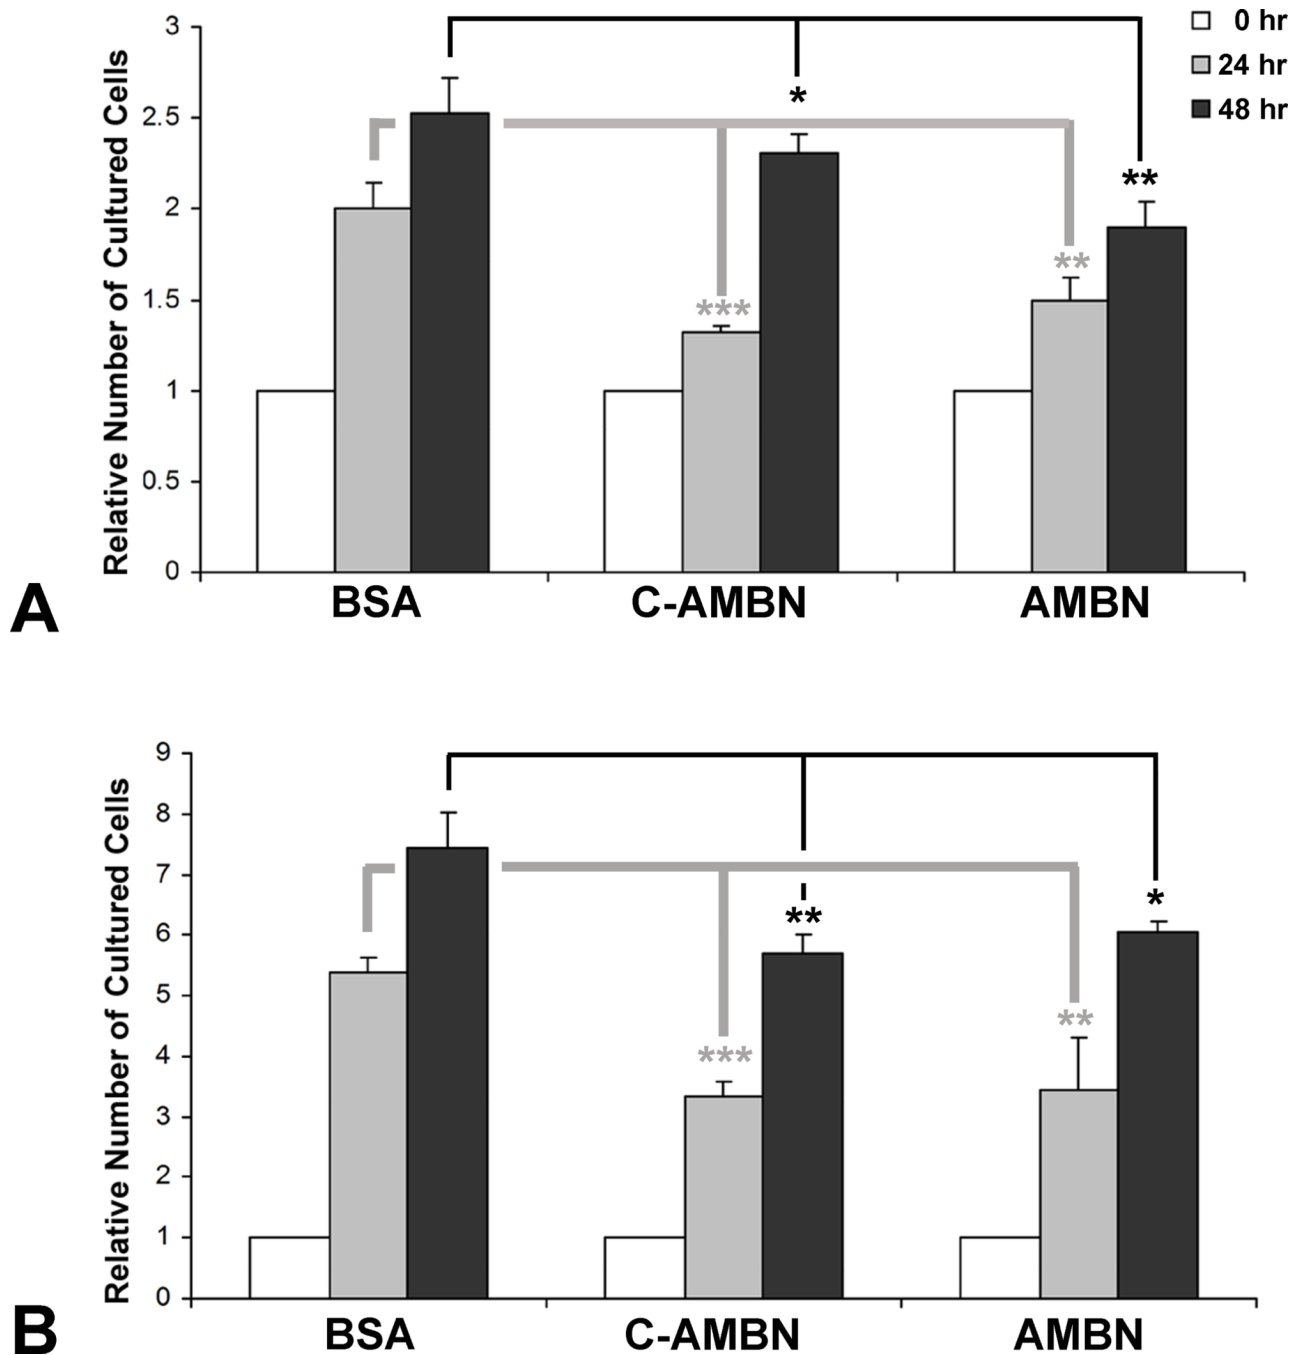 0 hr
24 hr
48 hr
Relative Number of Cultured Cells
3
2.5
2
1.5
1
0.5
0
*
**
***
**
BSA C-AMBN AMBN
A
Relative Number of Cultured Cells
9
8
7
6
5
4
3
2
1
0
*
**
**
***
BSA C-AMBN AMBN
B